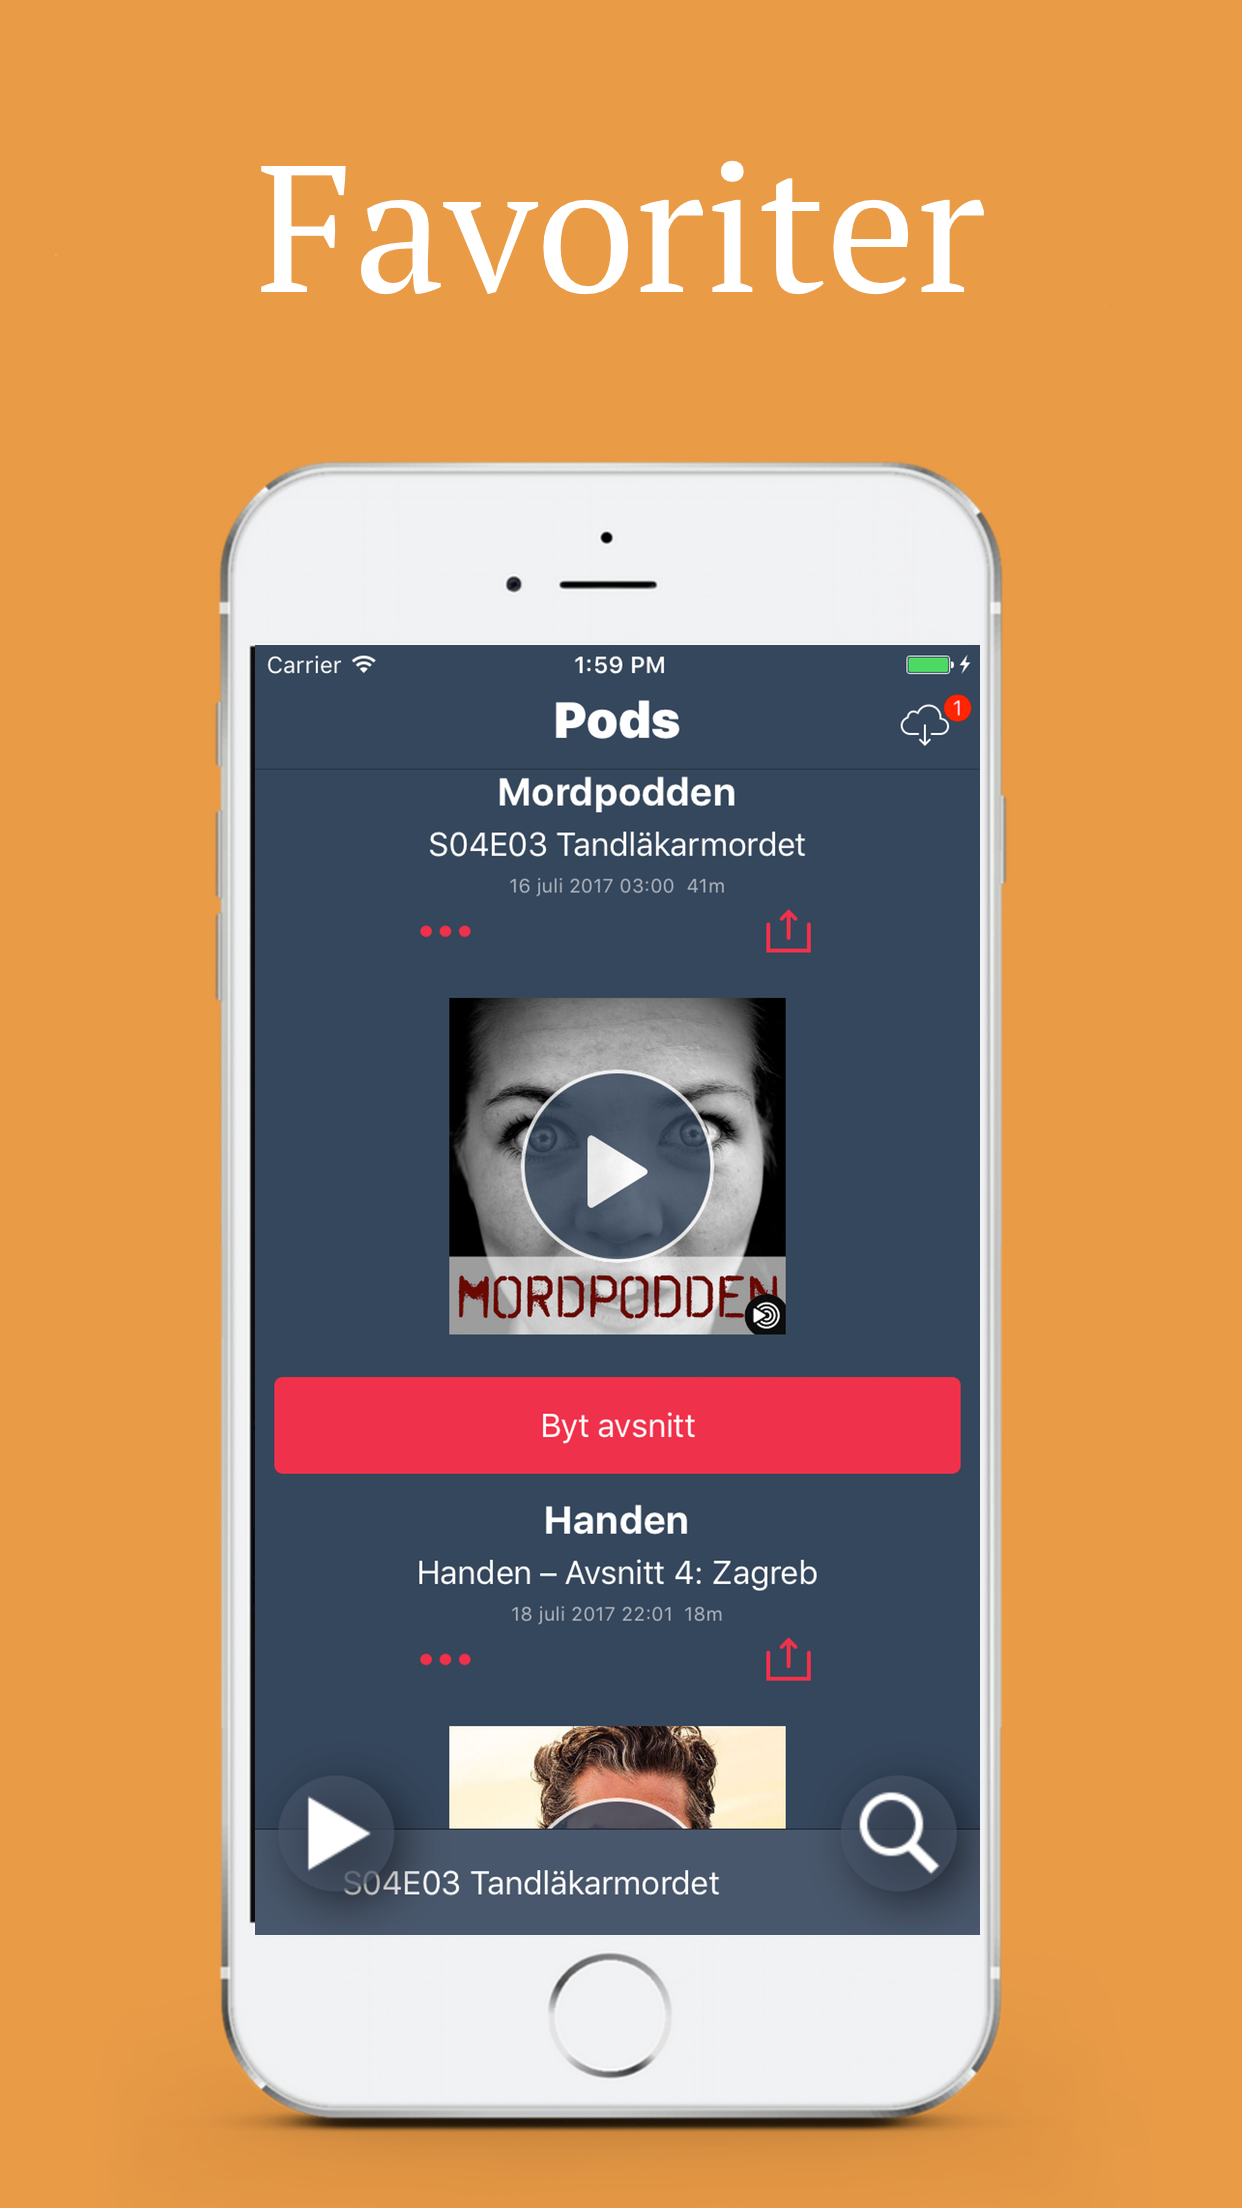 Favoriter
Carrier 1:59 PM
Pods 1
Mordpodden
S04E03 Tandläkarmordet
16 juli 2017 03:00 41m
MORDPODDEN
Byt avsnitt
Handen
Handen – Avsnitt 4: Zagreb
18 juli 2017 22:01 18m
S04E03 Tandläkarmordet